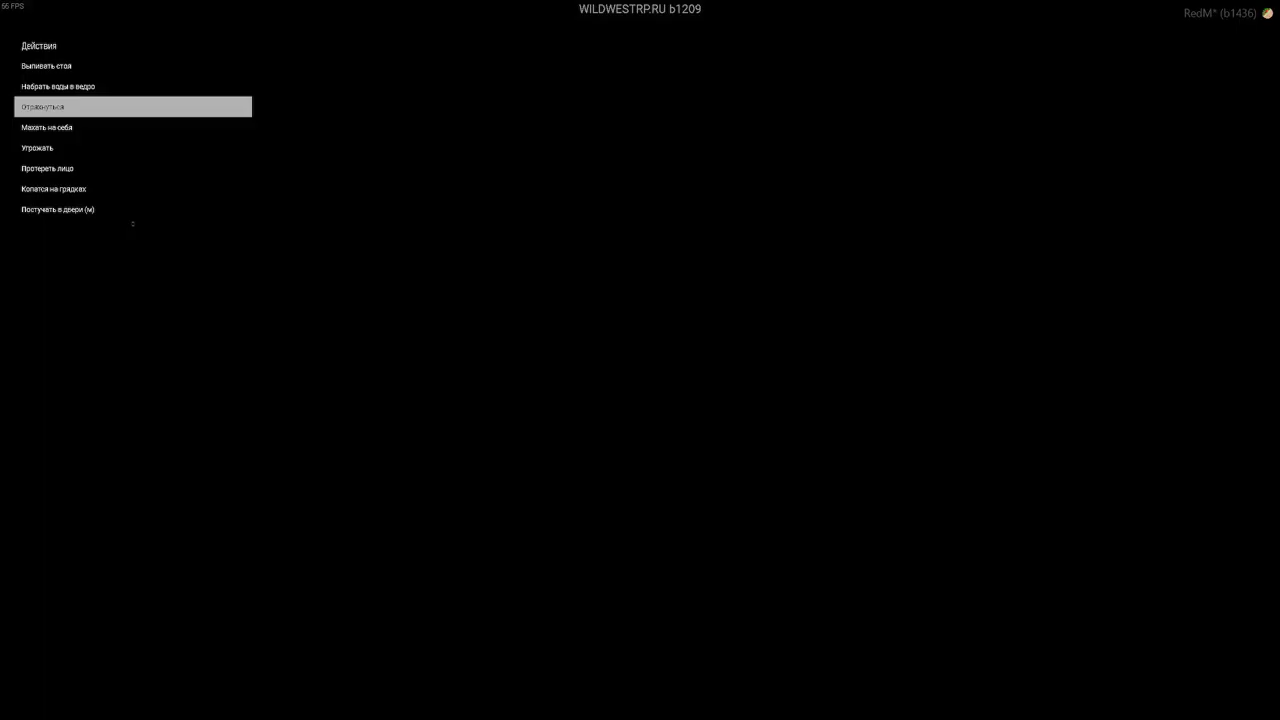 55 FPS
WILDWESTRP.RU b1209
RedM* (b1436)
Действия
Выпивать стоя
Набрать воды в ведро
Отряхнуться
Махать на себя
Угрожать
Протереть лицо
Копатся на грядках
Постучать в двери (м)